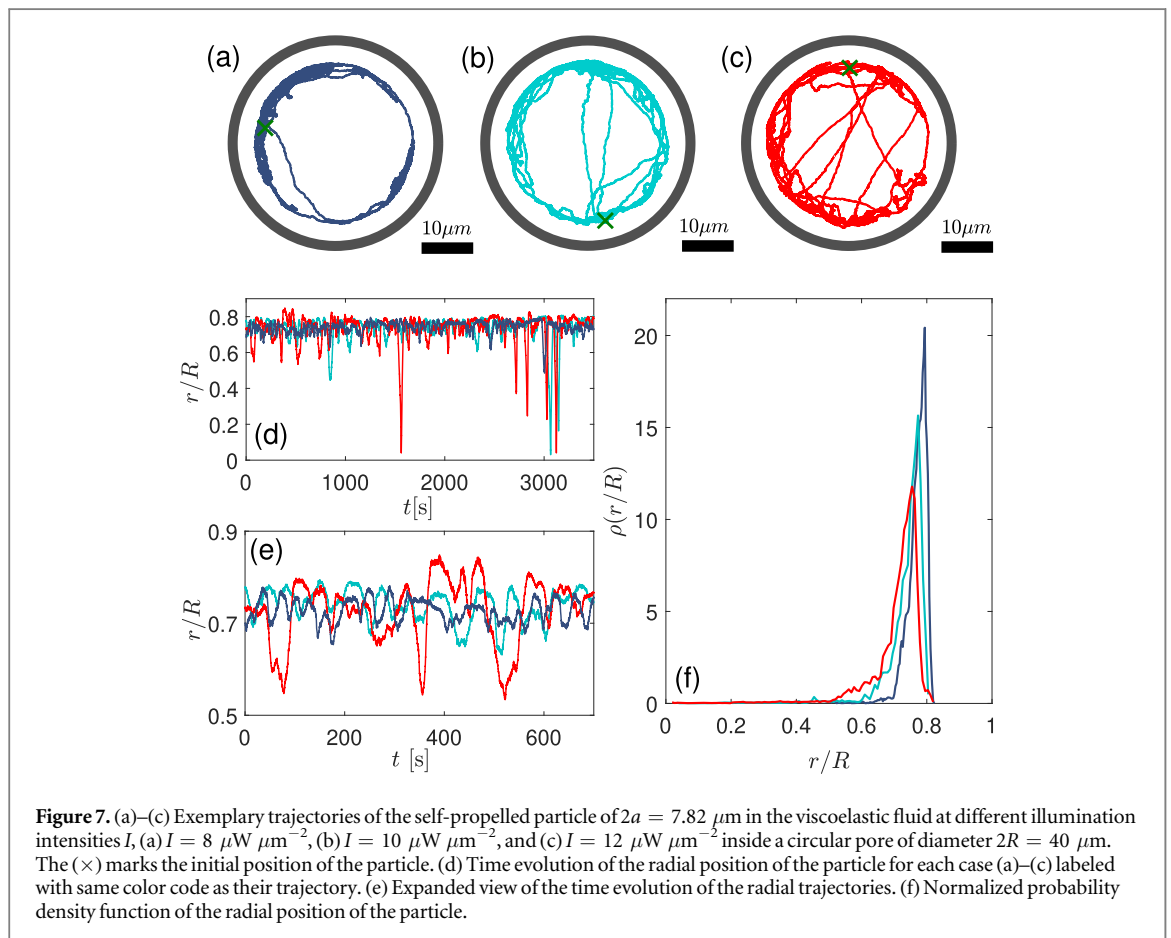 (a)
(b)
(c)
10μm
10μm
10μm
0.8
0.6
0.4
0.2
0
r/R
(d)
0
1000
2000
3000
t[s]
0.9
0.7
0.5
r/R
(e)
0
200
400
600
t [s]
20
15
10
5
0
ρ(r/R)
(f)
0
0.2
0.4
0.6
0.8
1
r/R
Figure 7. (a)–(c) Exemplary trajectories of the self-propelled particle of 2a = 7.82 μm in the viscoelastic fluid at different illumination
intensities I, (a) I = 8 μW μm⁻², (b) I = 10 μW μm⁻², and (c) I = 12 μW μm⁻² inside a circular pore of diameter 2R = 40 μm.
The (×) marks the initial position of the particle. (d) Time evolution of the radial position of the particle for each case (a)–(c) labeled
with same color code as their trajectory. (e) Expanded view of the time evolution of the radial trajectories. (f) Normalized probability
density function of the radial position of the particle.